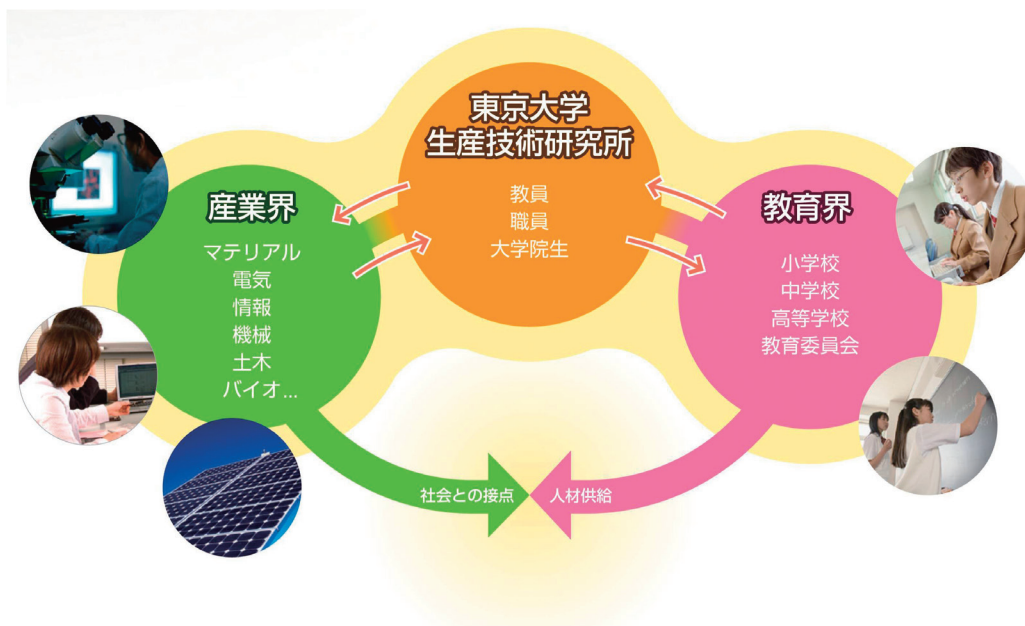 東京大学
生産技術研究所
教員
職員
大学院生
産業界
マテリアル
電気
情報
機械
土木
バイオ...
教育界
小学校
中学校
高等学校
教育委員会
社会との接点
人材供給